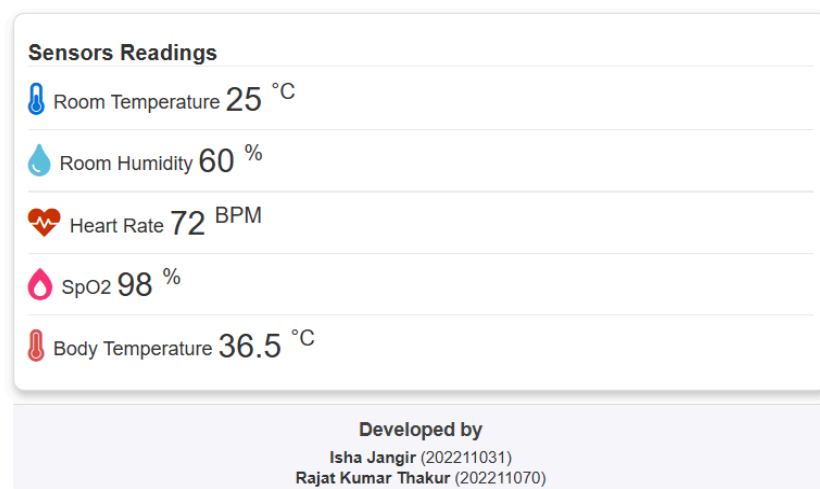 Sensors Readings
Room Temperature 25 °C
Room Humidity 60 %
Heart Rate 72 BPM
SpO2 98 %
Body Temperature 36.5 °C
Developed by
Isha Jangir (202211031)
Rajat Kumar Thakur (202211070)